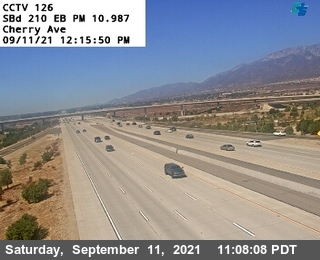 CCTV 126
SBd 210 EB PM 10.987
Cherry Ave
09/11/21 12:15:50 PM
Saturday, September 11, 2021 11:08:08 PDT